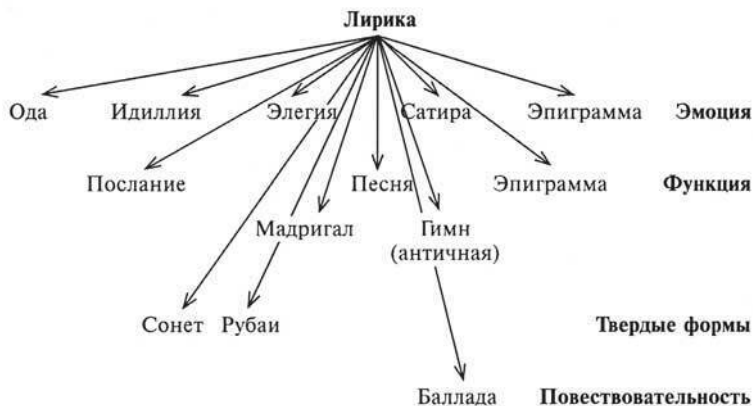 Лирика
Ода Идиллия Элегия Сатира Эпиграмма Эмоция
Послание Песня Эпиграмма Функция
Мадригал Гимн
(античная)
Сонет Рубаи Твердые формы
Баллада Повествовательность